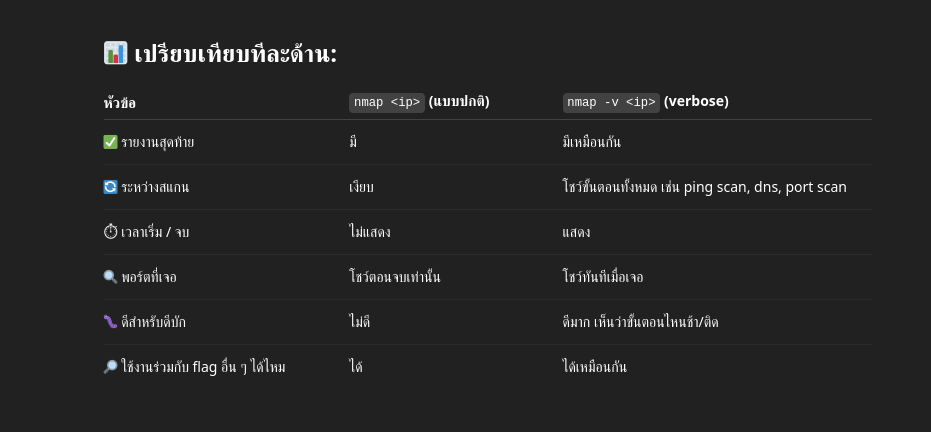 📊 เปรียบเทียบทีละด้าน:
หัวข้อ nmap <ip> (แบบปกติ) nmap -v <ip> (verbose)
✅ รายงานสุดท้าย มี มีเหมือนกัน
🔄 ระหว่างสแกน เงียบ โชว์ขั้นตอนทั้งหมด เช่น ping scan, dns, port scan
⏱ เวลาเริ่ม / จบ ไม่แสดง แสดง
🔍 พอร์ตที่เจอ โชว์ตอนจบเท่านั้น โชว์ทันทีเมื่อเจอ
🐛 ดีสำหรับดีบัก ไม่ดี ดีมาก เห็นว่าขั้นตอนไหนช้า/ติด
🔎 ใช้งานร่วมกับ flag อื่น ๆ ได้ไหม ได้ ได้เหมือนกัน